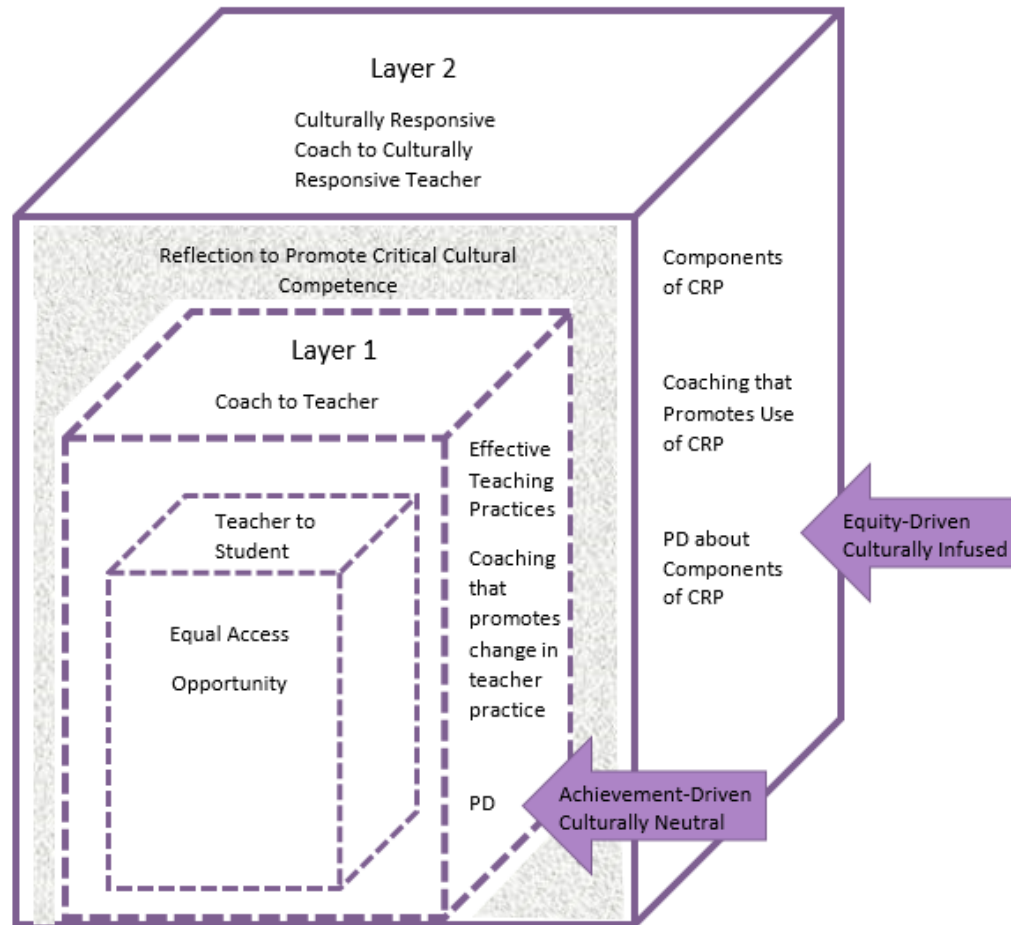 Layer 2
Culturally Responsive
Coach to Culturally
Responsive Teacher
Reflection to Promote Critical Cultural
Competence
Layer 1
Coach to Teacher
Teacher to
Student
Equal Access
Opportunity
Effective
Teaching
Practices
Coaching
that
promotes
change in
teacher
practice
PD
Achievement-Driven
Culturally Neutral
Components
of CRP
Coaching that
Promotes Use
of CRP
PD about
Components
of CRP
Equity-Driven
Culturally Infused